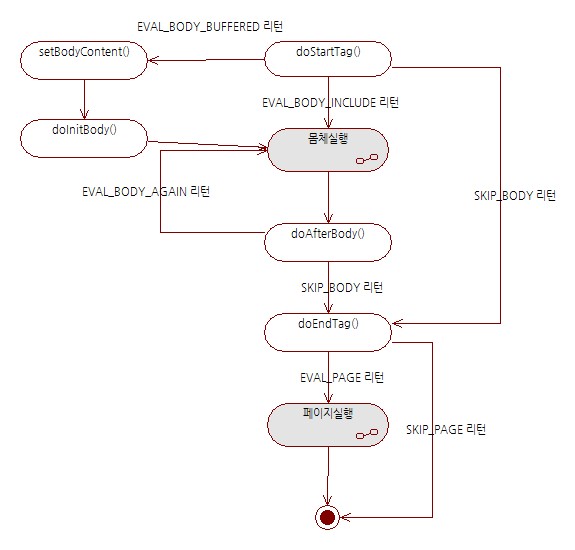 EVAL_BODY_BUFFERED 리턴
setBodyContent()
doStartTag()
EVAL_BODY_INCLUDE 리턴
doInitBody()
몸체실행
EVAL_BODY_AGAIN 리턴
SKIP_BODY 리턴
doAfterBody()
SKIP_BODY 리턴
doEndTag()
EVAL_PAGE 리턴
페이지실행
SKIP_PAGE 리턴